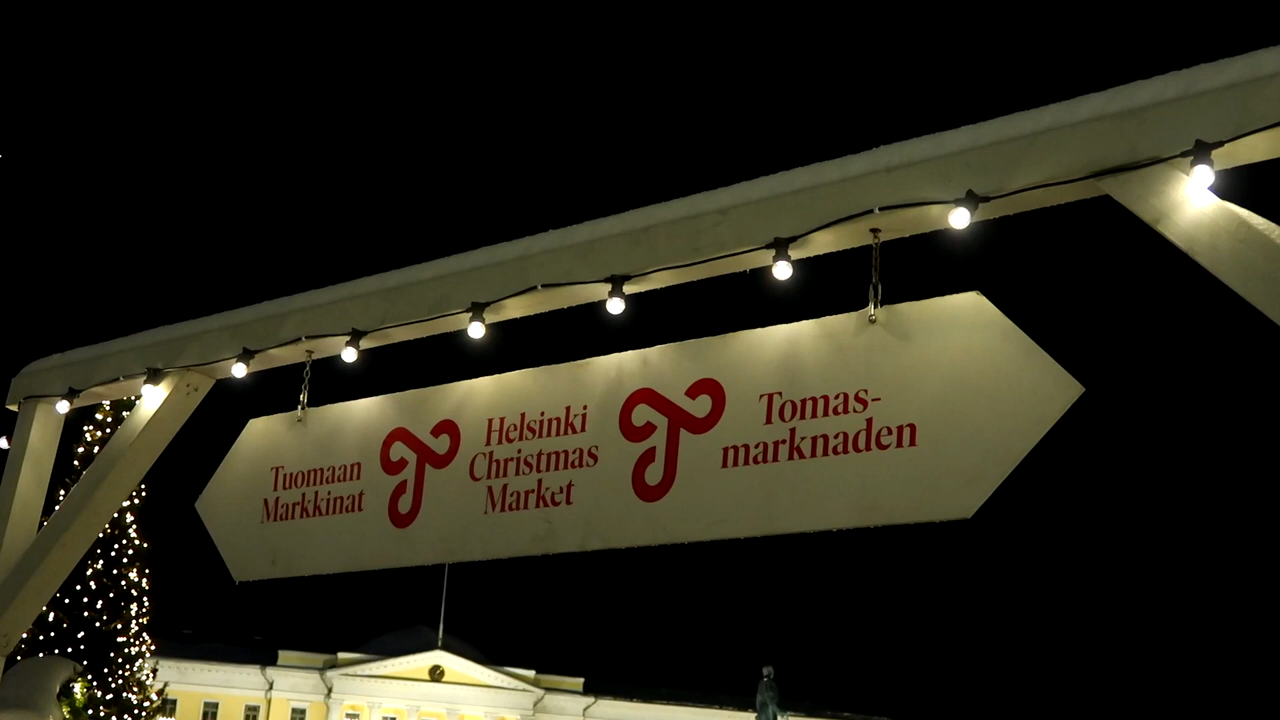 Tuomaan
Markkinat
Helsinki
Christmas
Market
Tomas-
marknaden